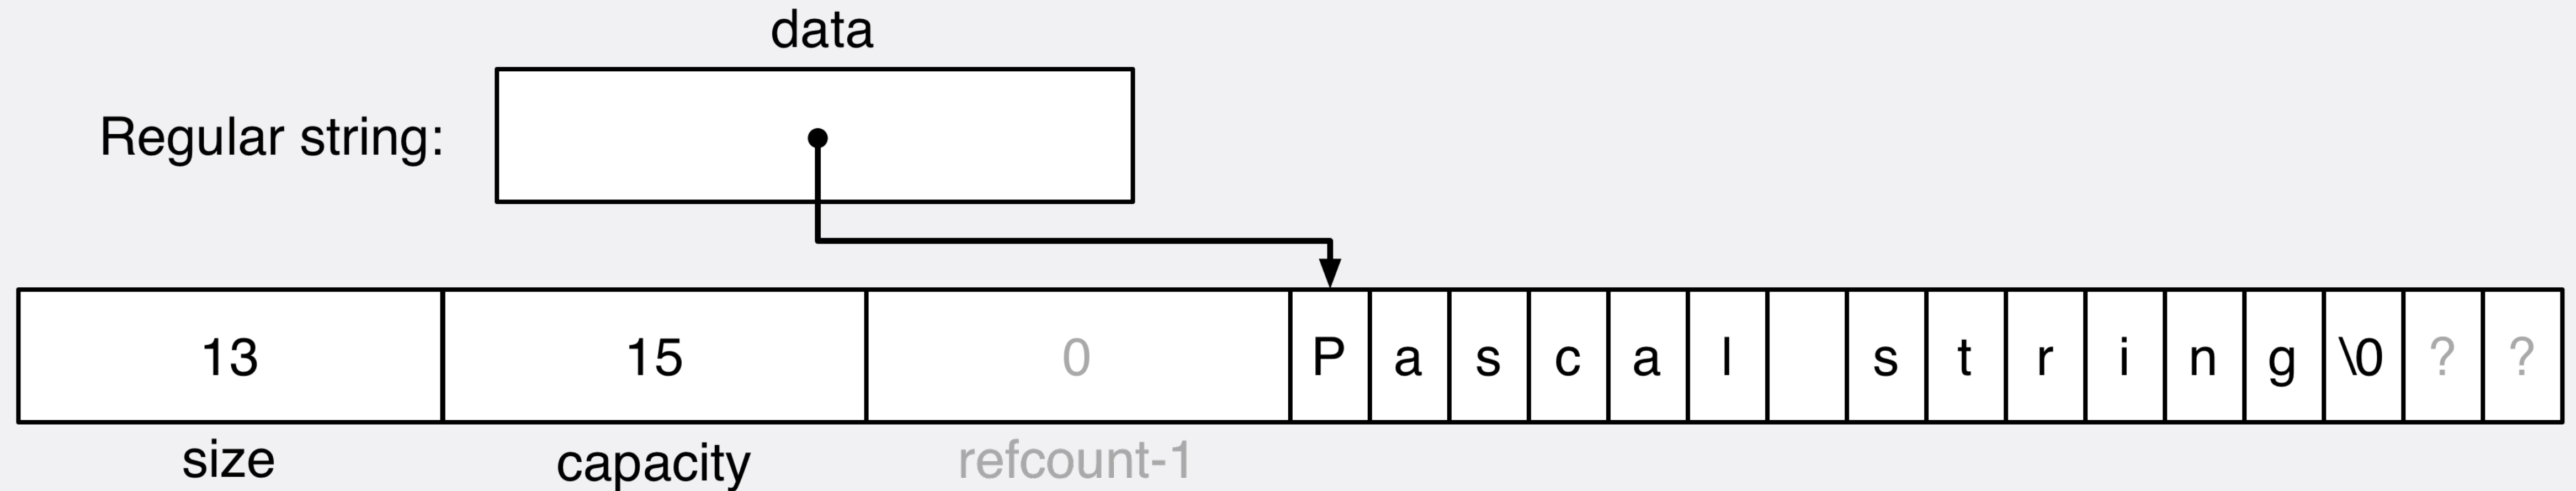 data
Regular string:
13 15 0 P a s c a l s t r i n g \0 ? ?
size capacity refcount-1